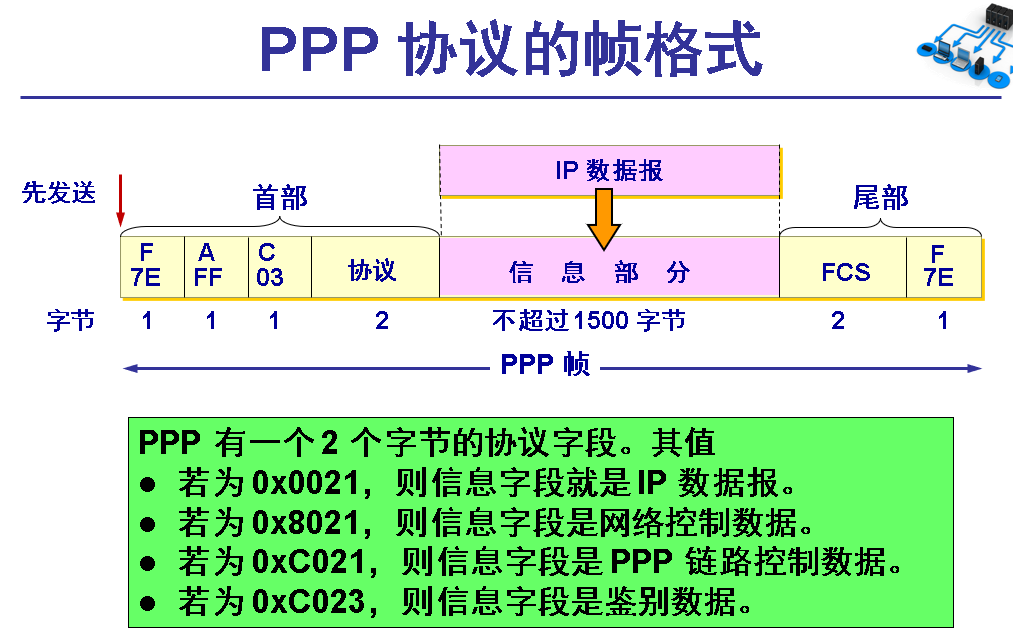 PPP 协议的帧格式
IP 数据报
先发送
首部
尾部
F
7E
A
FF
C
03
协议
信 息 部 分
FCS
F
7E
字节
1
1
1
2
不超过1500 字节
2
1
PPP 帧
PPP 有一个 2 个字节的协议字段。其值
● 若为 0x0021，则信息字段就是 IP 数据报。
● 若为 0x8021，则信息字段是网络控制数据。
● 若为 0xC021，则信息字段是 PPP 链路控制数据。
● 若为 0xC023，则信息字段是鉴别数据。